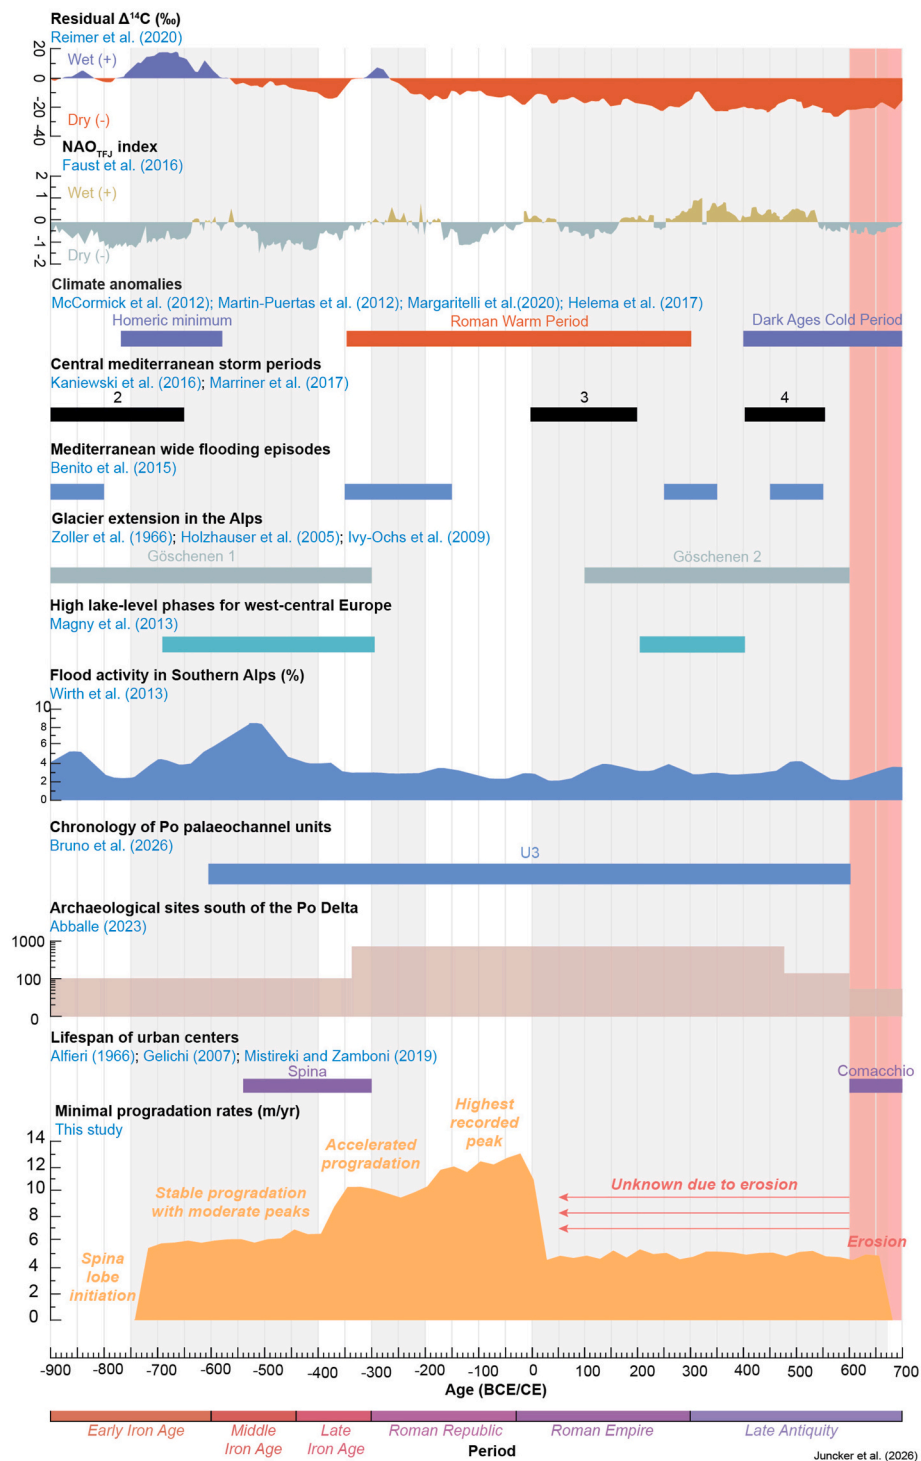 Residual Δ¹⁴C (‰)
Reimer et al. (2020)
20
Wet (+)
0
-20
Dry (-)
40
NAO_TFJ index
Faust et al. (2016)
2
Wet (+)
1
0
-1
Dry (-)
-2
Climate anomalies
McCormick et al. (2012); Martin-Puertas et al. (2012); Margaritelli et al.(2020); Helema et al. (2017)
Homeric minimum Roman Warm Period Dark Ages Cold Period
Central mediterranean storm periods
Kaniewski et al. (2016); Marriner et al. (2017)
2 3 4
Mediterranean wide flooding episodes
Benito et al. (2015)
Glacier extension in the Alps
Zoller et al. (1966); Holzhauser et al. (2005); Ivy-Ochs et al. (2009)
Göschenen 1 Göschenen 2
High lake-level phases for west-central Europe
Magny et al. (2013)
Flood activity in Southern Alps (%)
Wirth et al. (2013)
10
8
6
4
2
0
Chronology of Po palaeochannel units
Bruno et al. (2026)
U3
Archaeological sites south of the Po Delta
Abballe (2023)
1000
100
0
Lifespan of urban centers
Alfieri (1966); Gelichi (2007); Mistireki and Zamboni (2019)
Spina Comacchio
Minimal progradation rates (m/yr)
This study
14
12
10
8
6
4
2
0
Spina
lobe
initiation
Stable progradation
with moderate peaks
Accelerated
progradation
Highest
recorded
peak
Unknown due to erosion
Erosion
-900 -800 -700 -600 -500 -400 -300 -200 -100 0 100 200 300 400 500 600 700
Age (BCE/CE)
Early Iron Age
Middle
Iron Age
Late
Iron Age
Roman Republic
Roman Empire
Late Antiquity
Period
Juncker et al. (2026)